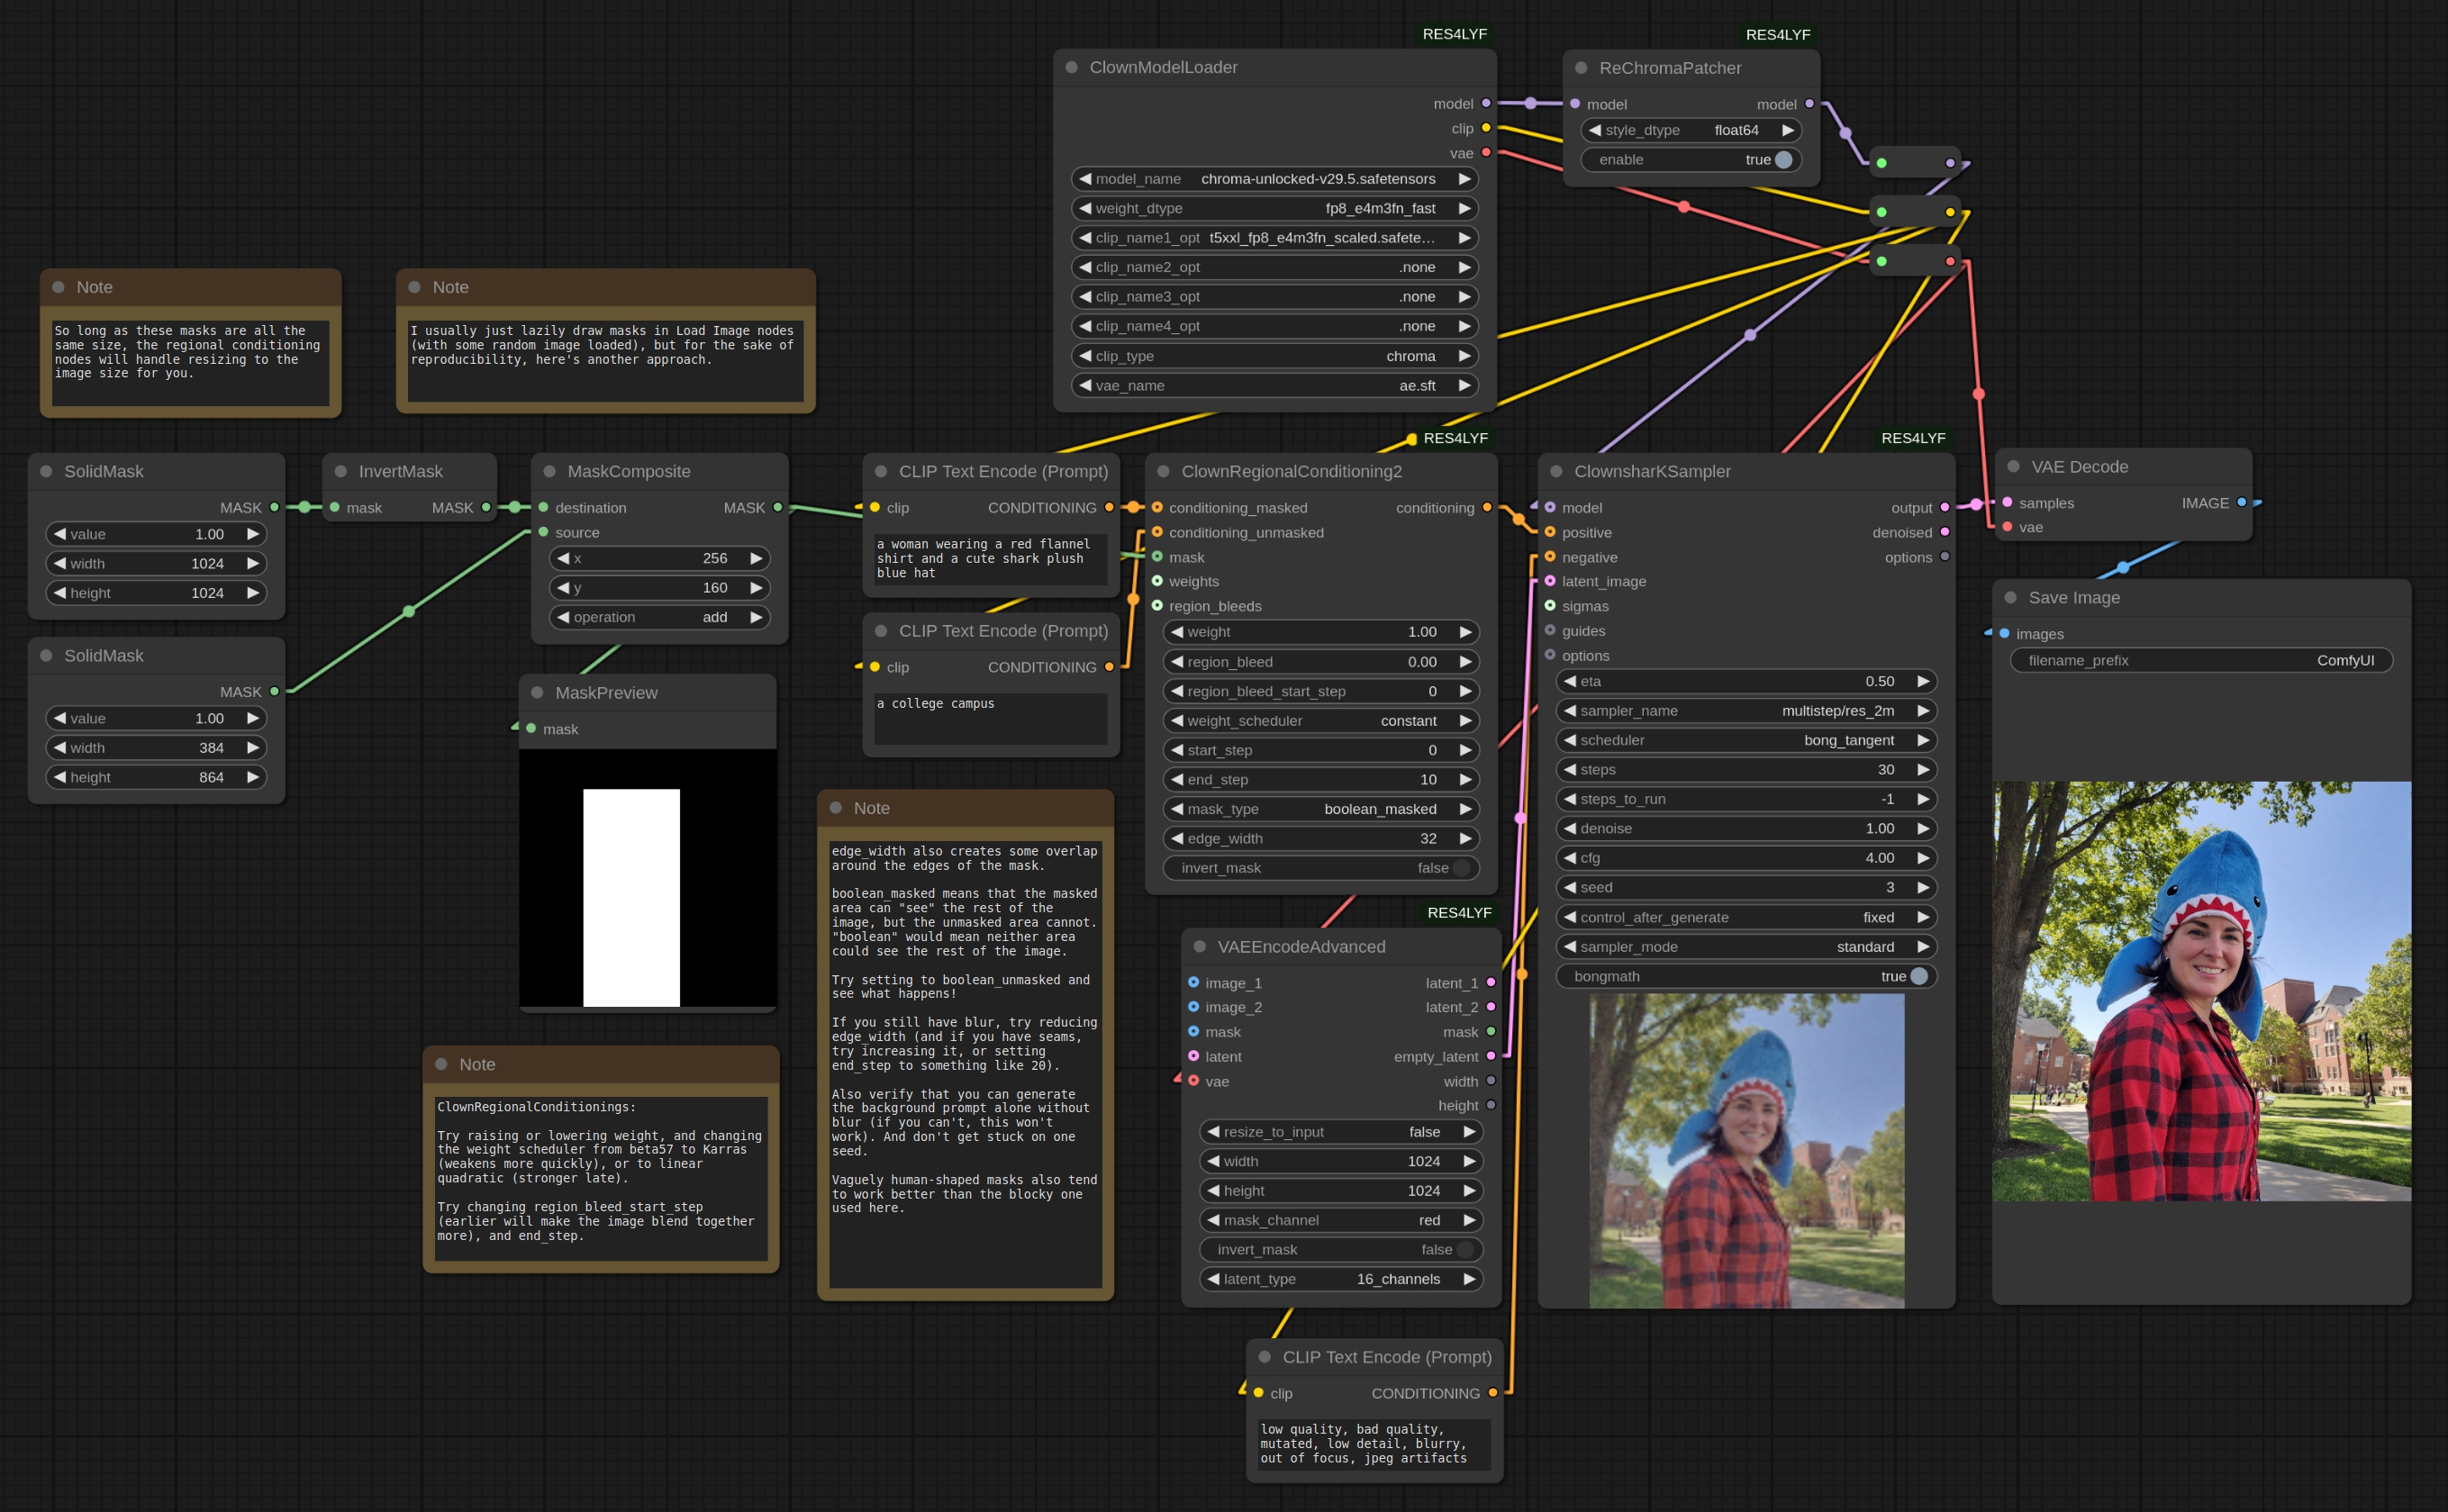 RES4LYF
ClownModelLoader
model
clip
vae
model_name chroma-unlocked-v29.5.safetensors
weight_dtype fp8_e4m3fn_fast
clip_name1_opt t5xxl_fp8_e4m3fn_scaled.safete…
clip_name2_opt .none
clip_name3_opt .none
clip_name4_opt .none
clip_type chroma
vae_name ae.sft
RES4LYF
ReChromaPatcher
model model
style_dtype float64
enable true
Note
So long as these masks are all the
same size, the regional conditioning
nodes will handle resizing to the
image size for you.
Note
I usually just lazily draw masks in Load Image nodes
(with some random image loaded), but for the sake of
reproducibility, here's another approach.
SolidMask
MASK
value 1.00
width 1024
height 1024
InvertMask
mask MASK
MaskComposite
destination MASK
source
x 256
y 160
operation add
SolidMask
MASK
value 1.00
width 384
height 864
MaskPreview
mask
Note
ClownRegionalConditionings:
Try raising or lowering weight, and changing
the weight scheduler from beta57 to Karras
(weakens more quickly), or to linear
quadratic (stronger late).
Try changing region_bleed_start_step
(earlier will make the image blend together
more), and end_step.
CLIP Text Encode (Prompt)
clip CONDITIONING
a woman wearing a red flannel
shirt and a cute shark plush
blue hat
CLIP Text Encode (Prompt)
clip CONDITIONING
a college campus
Note
edge_width also creates some overlap
around the edges of the mask.
boolean_masked means that the masked
area can "see" the rest of the
image, but the unmasked area cannot.
"boolean" would mean neither area
could see the rest of the image.
Try setting to boolean_unmasked and
see what happens!
If you still have blur, try reducing
edge_width (and if you have seams,
try increasing it, or setting
end_step to something like 20).
Also verify that you can generate
the background prompt alone without
blur (if you can't, this won't
work). And don't get stuck on one
seed.
Vaguely human-shaped masks also tend
to work better than the blocky one
used here.
RES4LYF
ClownRegionalConditioning2
conditioning_masked conditioning
conditioning_unmasked
mask
weights
region_bleeds
weight 1.00
region_bleed 0.00
region_bleed_start_step 0
weight_scheduler constant
start_step 0
end_step 10
mask_type boolean_masked
edge_width 32
invert_mask false
RES4LYF
VAEEncodeAdvanced
image_1 latent_1
image_2 latent_2
mask mask
latent empty_latent
vae width
height
resize_to_input false
width 1024
height 1024
mask_channel red
invert_mask false
latent_type 16_channels
CLIP Text Encode (Prompt)
clip CONDITIONING
low quality, bad quality,
mutated, low detail, blurry,
out of focus, jpeg artifacts
RES4LYF
ClownsharKSampler
model output
positive denoised
negative options
latent_image
sigmas
guides
options
eta 0.50
sampler_name multistep/res_2m
scheduler bong_tangent
steps 30
steps_to_run -1
denoise 1.00
cfg 4.00
seed 3
control_after_generate fixed
sampler_mode standard
bongmath true
VAE Decode
samples IMAGE
vae
Save Image
images
filename_prefix ComfyUI